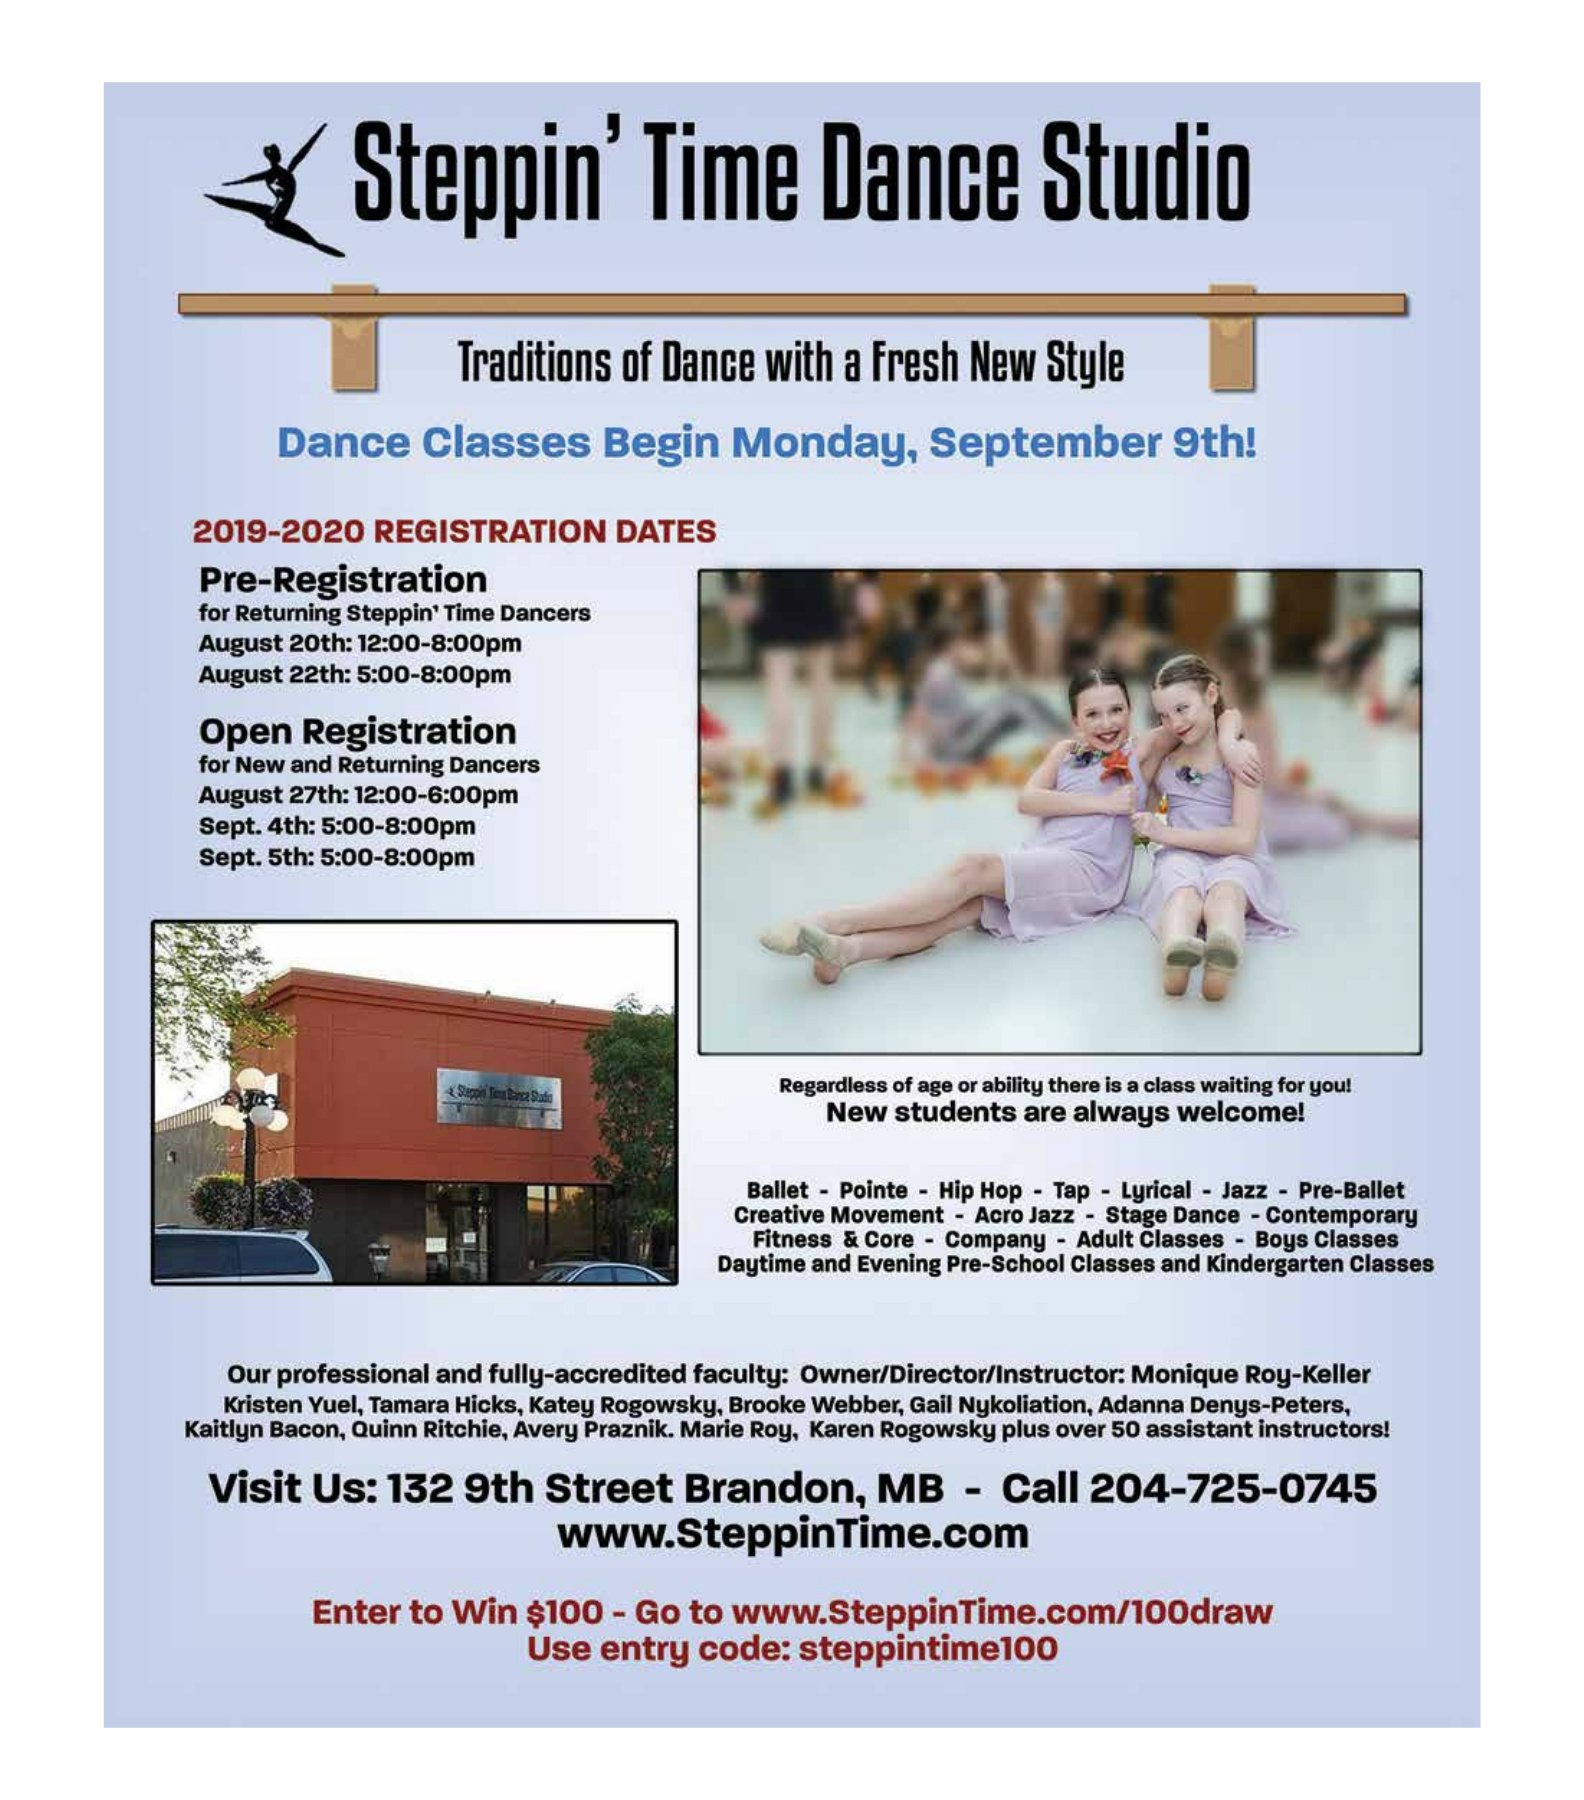 Steppin' Time Dance Studio
Traditions of Dance with a Fresh New Style
Dance Classes Begin Monday, September 9th!
2019-2020 REGISTRATION DATES
Pre-Registration
for Returning Steppin' Time Dancers
August 20th: 12:00-8:00pm
August 22th: 5:00-8:00pm
Open Registration
for New and Returning Dancers
August 27th: 12:00-6:00pm
Sept. 4th: 5:00-8:00pm
Sept. 5th: 5:00-8:00pm
Steppin' Time Dance Studio
Regardless of age or ability there is a class waiting for you!
New students are always welcome!
Ballet - Pointe - Hip Hop - Tap - Lyrical - Jazz - Pre-Ballet
Creative Movement - Acro Jazz - Stage Dance - Contemporary
Fitness & Core - Company - Adult Classes - Boys Classes
Daytime and Evening Pre-School Classes and Kindergarten Classes
Our professional and fully-accredited faculty: Owner/Director/Instructor: Monique Roy-Keller
Kristen Yuel, Tamara Hicks, Katey Rogowsky, Brooke Webber, Gail Nykoliation, Adanna Denys-Peters,
Kaitlyn Bacon, Quinn Ritchie, Avery Praznik. Marie Roy, Karen Rogowsky plus over 50 assistant instructors!
Visit Us: 132 9th Street Brandon, MB - Call 204-725-0745
www.SteppinTime.com
Enter to Win $100 - Go to www.SteppinTime.com/100draw
Use entry code: steppintime100